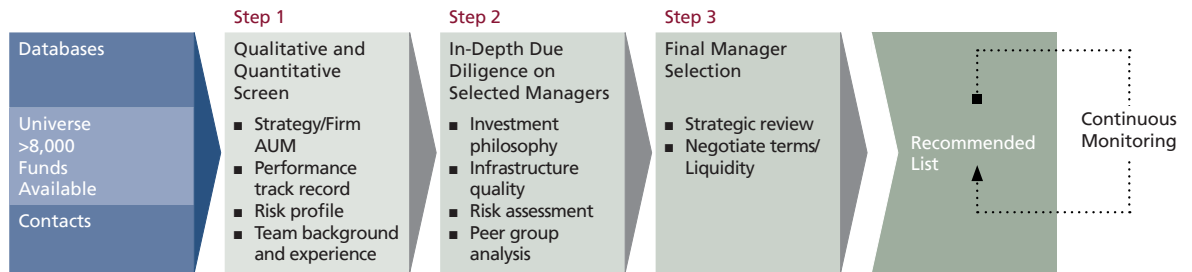 Databases
Universe
>8,000
Funds
Available
Contacts
Step 1
Qualitative and
Quantitative
Screen
■ Strategy/Firm
AUM
■ Performance
track record
■ Risk profile
■ Team background
and experience
Step 2
In-Depth Due
Diligence on
Selected Managers
■ Investment
philosophy
■ Infrastructure
quality
■ Risk assessment
■ Peer group
analysis
Step 3
Final Manager
Selection
■ Strategic review
■ Negotiate terms/
Liquidity
Recommended
List
Continuous
Monitoring